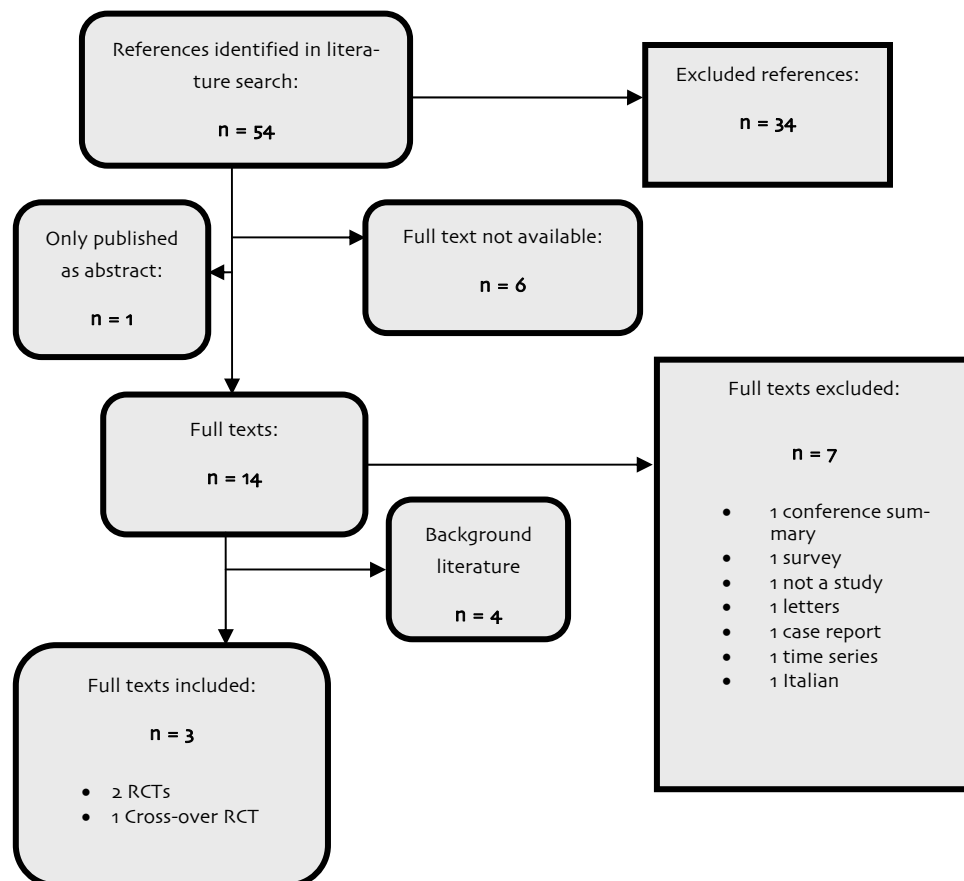 References identified in litera-
ture search:
n = 54
Excluded references:
n = 34
Only published
as abstract:
n = 1
Full text not available:
n = 6
Full texts:
n = 14
Full texts excluded:
n = 7
• 1 conference sum-
mary
• 1 survey
• 1 not a study
• 1 letters
• 1 case report
• 1 time series
• 1 Italian
Background
literature
n = 4
Full texts included:
n = 3
• 2 RCTs
• 1 Cross-over RCT